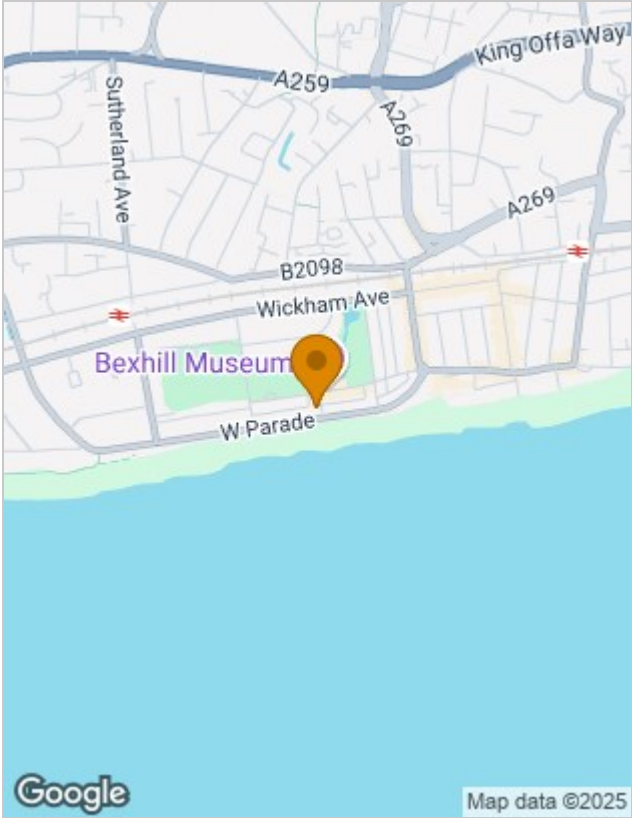 King Offa Way
A259
Sutherland Ave
A269
A269
B2098
Wickham Ave
Bexhill Museum
W Parade
Google
Map data ©2025